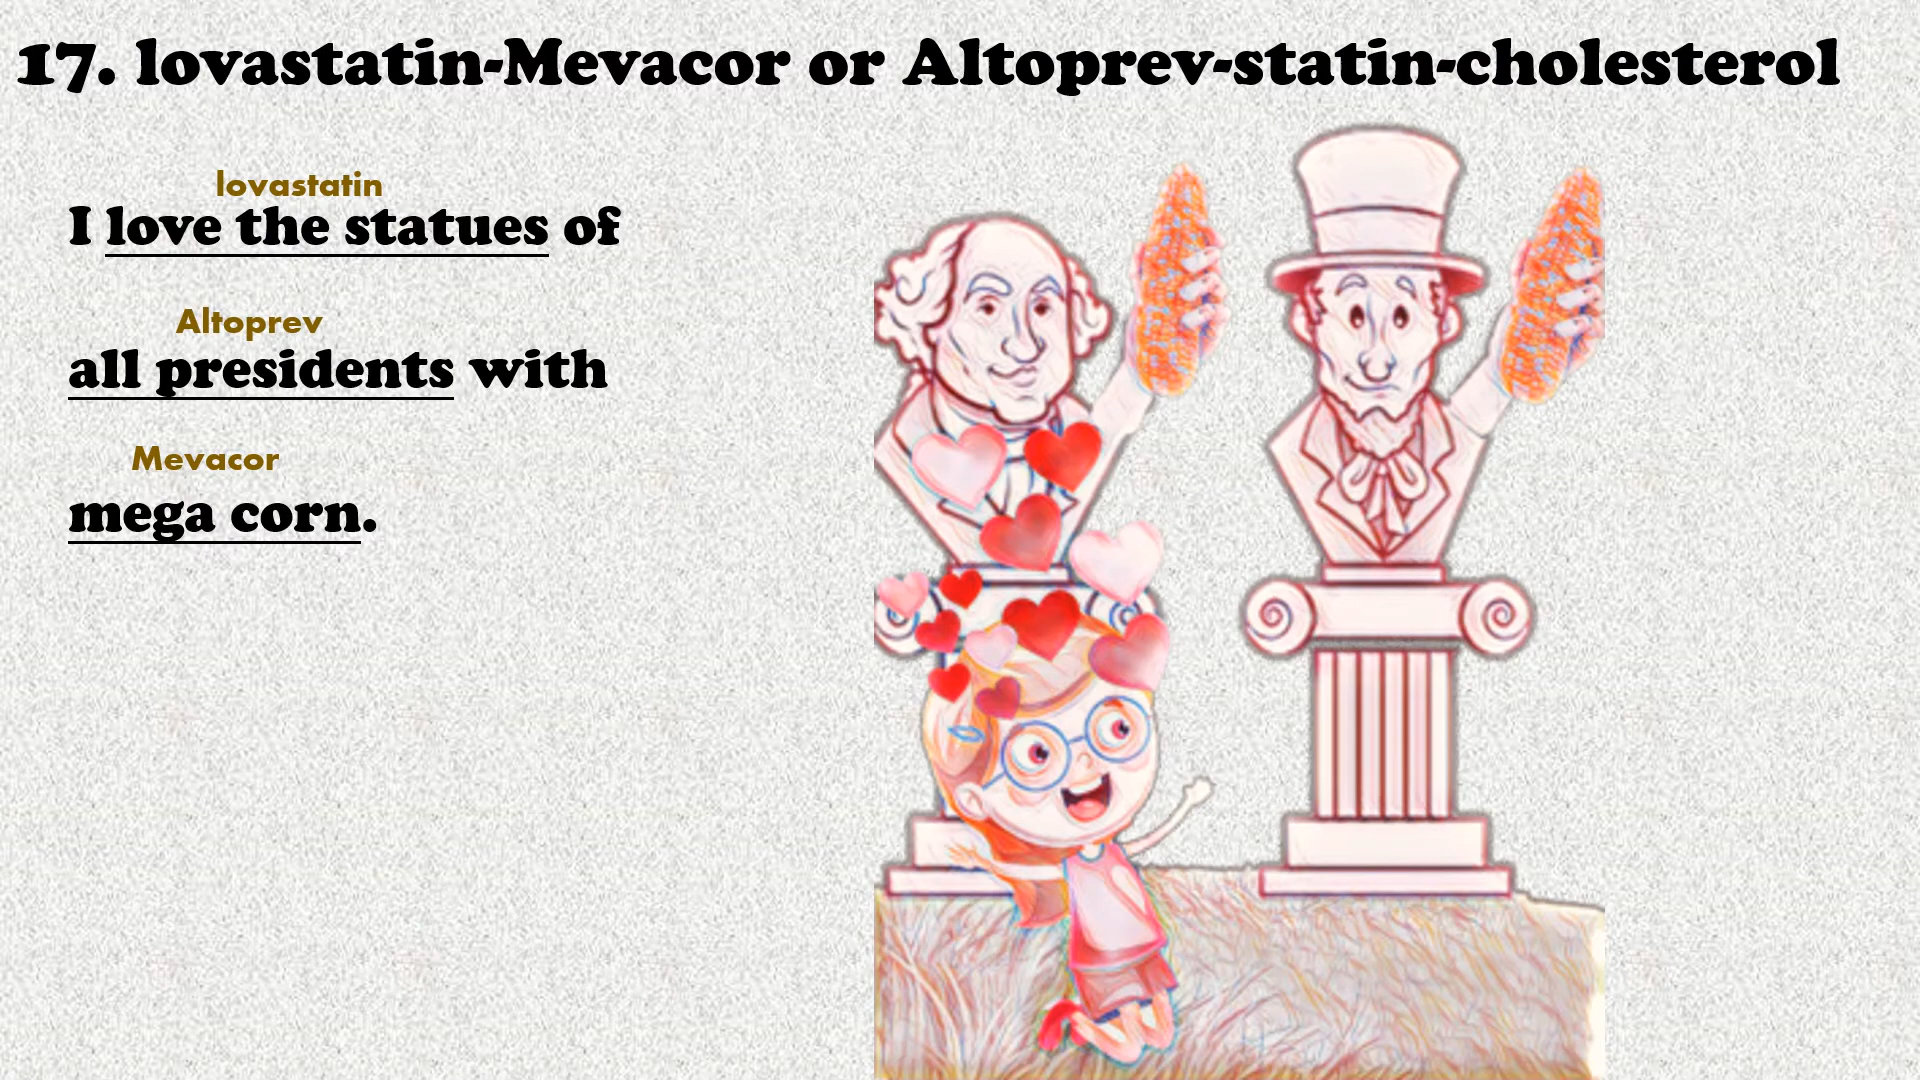 17. lovastatin-Mevacor or Altoprev-statin-cholesterol
lovastatin
I love the statues of
Altoprev
all presidents with
Mevacor
mega corn.